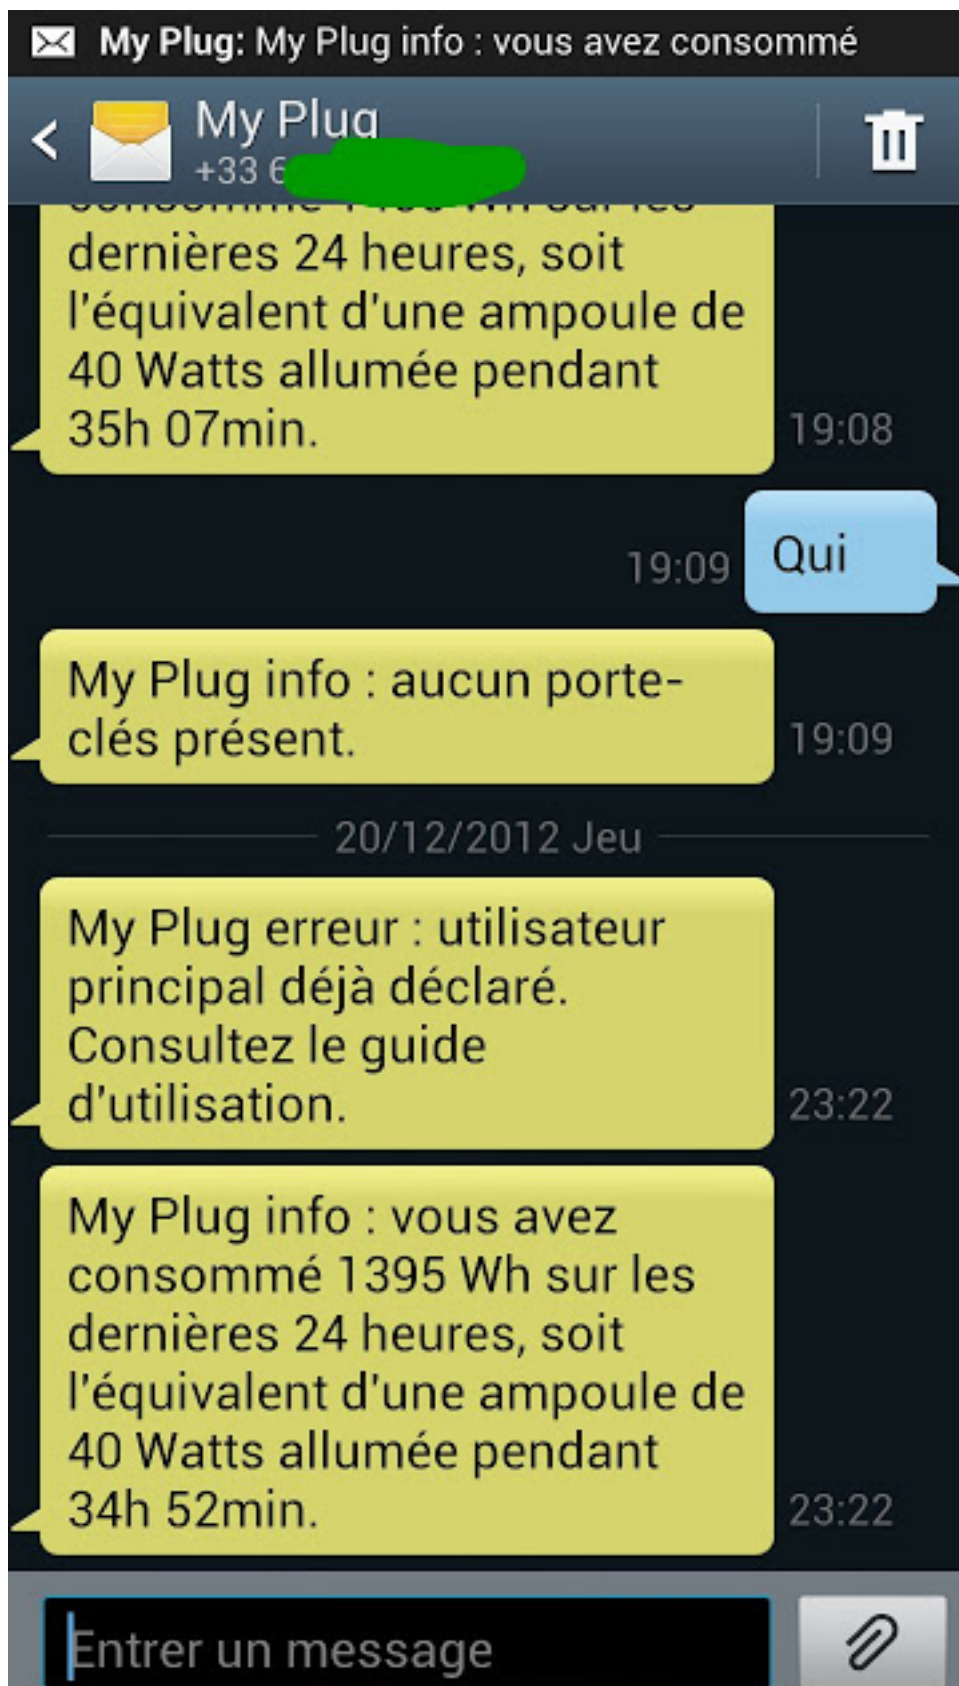 My Plug: My Plug info : vous avez consommé
My Plug
+33 6
consommé Wh sur les
dernières 24 heures, soit
l'équivalent d'une ampoule de
40 Watts allumée pendant
35h 07min.
19:08
Qui
19:09
My Plug info : aucun porte-
clés présent.
19:09
20/12/2012 Jeu
My Plug erreur : utilisateur
principal déjà déclaré.
Consultez le guide
d'utilisation.
23:22
My Plug info : vous avez
consommé 1395 Wh sur les
dernières 24 heures, soit
l'équivalent d'une ampoule de
40 Watts allumée pendant
34h 52min.
23:22
Entrer un message